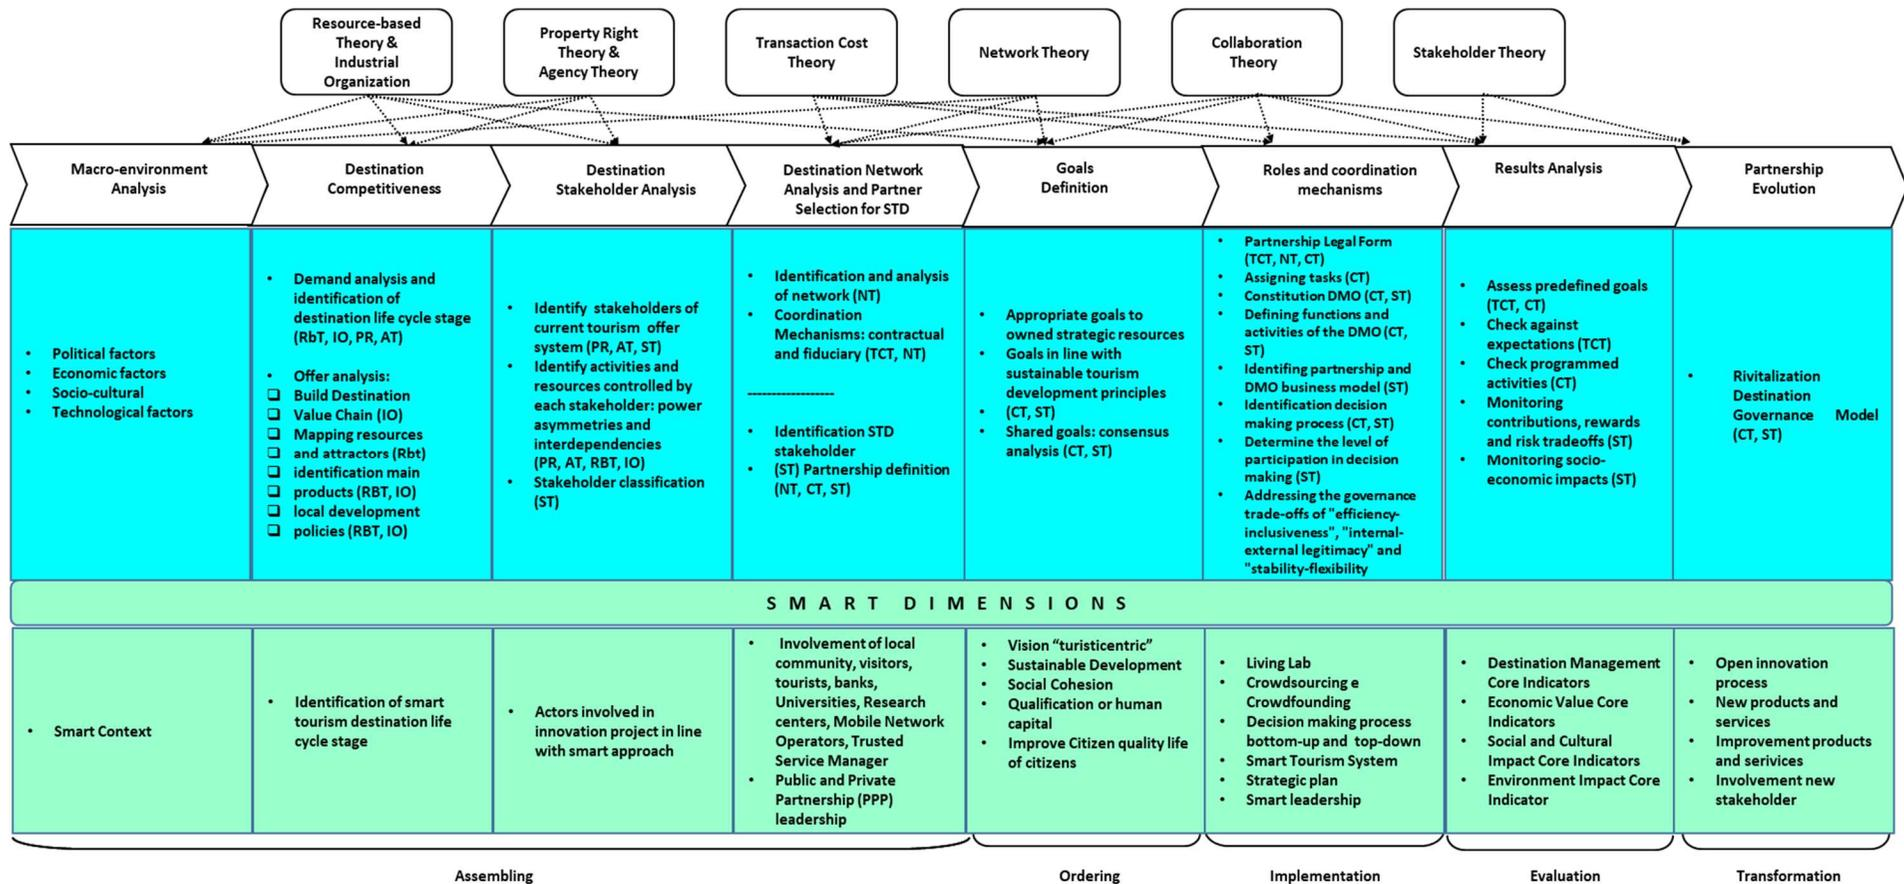 Resource-based
Theory &
Industrial
Organization
Property Right
Theory &
Agency Theory
Transaction Cost
Theory
Network Theory
Collaboration
Theory
Stakeholder Theory
Macro-environment
Analysis
Destination
Competitiveness
Destination
Stakeholder Analysis
Destination Network
Analysis and Partner
Selection for STD
Goals
Definition
Roles and coordination
mechanisms
Results Analysis
Partnership
Evolution
• Political factors
• Economic factors
• Socio-cultural
• Technological factors
• Demand analysis and
identification of
destination life cycle stage
(RbT, IO, PR, AT)
• Offer analysis:
❑ Build Destination
❑ Value Chain (IO)
❑ Mapping resources
❑ and attractors (Rbt)
❑ identification main
❑ products (RBT, IO)
❑ local development
❑ policies (RBT, IO)
• Identify stakeholders of
current tourism offer
system (PR, AT, ST)
• Identify activities and
resources controlled by
each stakeholder: power
asymmetries and
interdependencies
(PR, AT, RBT, IO)
• Stakeholder classification
(ST)
• Identification and analysis
of network (NT)
• Coordination
Mechanisms: contractual
and fiduciary (TCT, NT)
------------------
• Identification STD
stakeholder
• (ST) Partnership definition
(NT, CT, ST)
• Appropriate goals to
owned strategic resources
• Goals in line with
sustainable tourism
development principles
• (CT, ST)
• Shared goals: consensus
analysis (CT, ST)
• Partnership Legal Form
(TCT, NT, CT)
• Assigning tasks (CT)
• Constitution DMO (CT, ST)
• Defining functions and
activities of the DMO (CT,
ST)
• Identifing partnership and
DMO business model (ST)
• Identification decision
making process (CT, ST)
• Determine the level of
participation in decision
making (ST)
• Addressing the governance
trade-offs of "efficiency-
inclusiveness", "internal-
external legitimacy" and
"stability-flexibility
• Assess predefined goals
(TCT, CT)
• Check against
expectations (TCT)
• Check programmed
activities (CT)
• Monitoring
contributions, rewards
and risk tradeoffs (ST)
• Monitoring socio-
economic impacts (ST)
• Rivitalization
Destination
Governance Model
(CT, ST)
SMART DIMENSIONS
• Smart Context
• Identification of smart
tourism destination life
cycle stage
• Actors involved in
innovation project in line
with smart approach
• Involvement of local
community, visitors,
tourists, banks,
Universities, Research
centers, Mobile Network
Operators, Trusted
Service Manager
• Public and Private
Partnership (PPP)
leadership
• Vision “turisticentric”
• Sustainable Development
• Social Cohesion
• Qualification or human
capital
• Improve Citizen quality life
of citizens
• Living Lab
• Crowdsourcing e
Crowdfounding
• Decision making process
bottom-up and top-down
• Smart Tourism System
• Strategic plan
• Smart leadership
• Destination Management
Core Indicators
• Economic Value Core
Indicators
• Social and Cultural
Impact Core Indicators
• Environment Impact Core
Indicator
• Open innovation
process
• New products and
services
• Improvement products
and serivices
• Involvement new
stakeholder
Assembling
Ordering
Implementation
Evaluation
Transformation